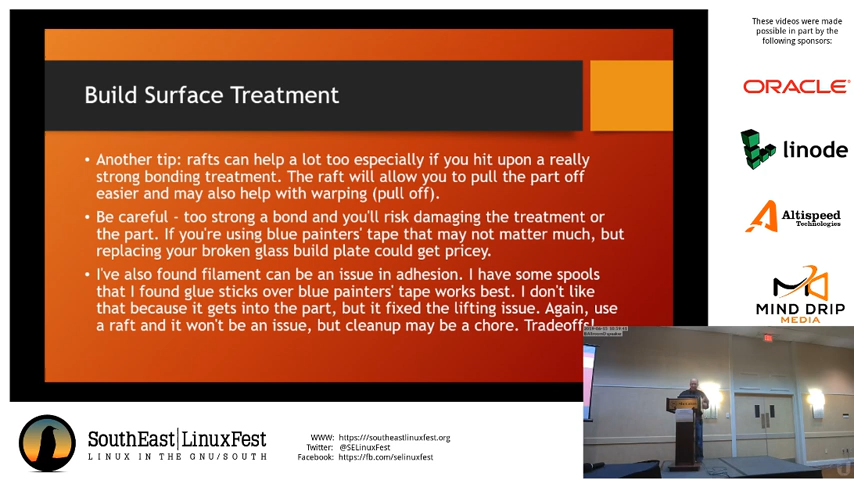 These videos were made
possible in part by the
following sponsors:
Build Surface Treatment
ORACLE
• Another tip: rafts can help a lot too especially if you hit upon a really
strong bonding treatment. The raft will allow you to pull the part off
easier and may also help with warping (pull off).
linode
• Be careful - too strong a bond and you'll risk damaging the treatment or
the part. If you're using blue painters' tape that may not matter much, but
replacing your broken glass build plate could get pricey.
Altispeed
Technologies
• I've also found filament can be an issue in adhesion. I have some spools
that I found glue sticks over blue painters' tape works best. I don't like
that because it gets into the part, but it fixed the lifting issue. Again, use
a raft and it won't be an issue, but cleanup may be a chore. Tradeoffs!
MIND DRIP
MEDIA
SouthEast|LinuxFest
LINUX IN THE GNU/SOUTH
WWW: https://southeastlinuxfest.org
Twitter: @SELinuxFest
Facebook: https://fb.com/selinuxfest